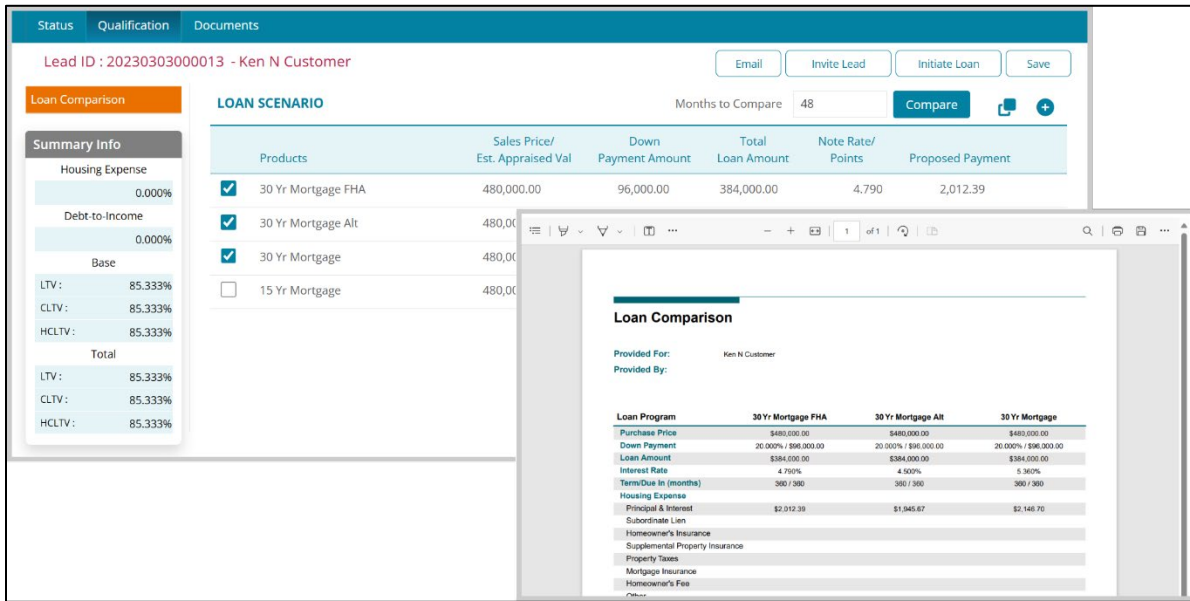 Status Qualification Documents
Lead ID : 20230303000013 - Ken N Customer
Email Invite Lead Initiate Loan Save
Loan Comparison
LOAN SCENARIO Months to Compare 48 Compare
Summary Info
Housing Expense
0.000%
Debt-to-Income
0.000%
Base
LTV : 85.333%
CLTV : 85.333%
HCLTV : 85.333%
Total
LTV : 85.333%
CLTV : 85.333%
HCLTV : 85.333%
Products Sales Price/ Est. Appraised Val Down Payment Amount Total Loan Amount Note Rate/ Points Proposed Payment
30 Yr Mortgage FHA 480,000.00 96,000.00 384,000.00 4.790 2,012.39
30 Yr Mortgage Alt 480,00
30 Yr Mortgage 480,00
15 Yr Mortgage 480,00
1 of 1
Loan Comparison
Provided For: Ken N Customer
Provided By:
Loan Program 30 Yr Mortgage FHA 30 Yr Mortgage Alt 30 Yr Mortgage
Purchase Price $480,000.00 $480,000.00 $480,000.00
Down Payment 20.000% / $96,000.00 20.000% / $96,000.00 20.000% / $96,000.00
Loan Amount $384,000.00 $384,000.00 $384,000.00
Interest Rate 4.790% 4.500% 5.360%
Term/Due In (months) 360 / 360 360 / 360 360 / 360
Housing Expense
Principal & Interest $2,012.39 $1,945.67 $2,146.70
Subordinate Lien
Homeowner's Insurance
Supplemental Property Insurance
Property Taxes
Mortgage Insurance
Homeowner's Fee
Other